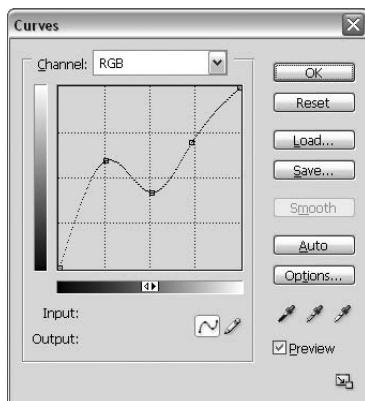 Curves
Channel: RGB
OK
Reset
Load...
Save...
Smooth
Auto
Options...
Input:
Output:
Preview